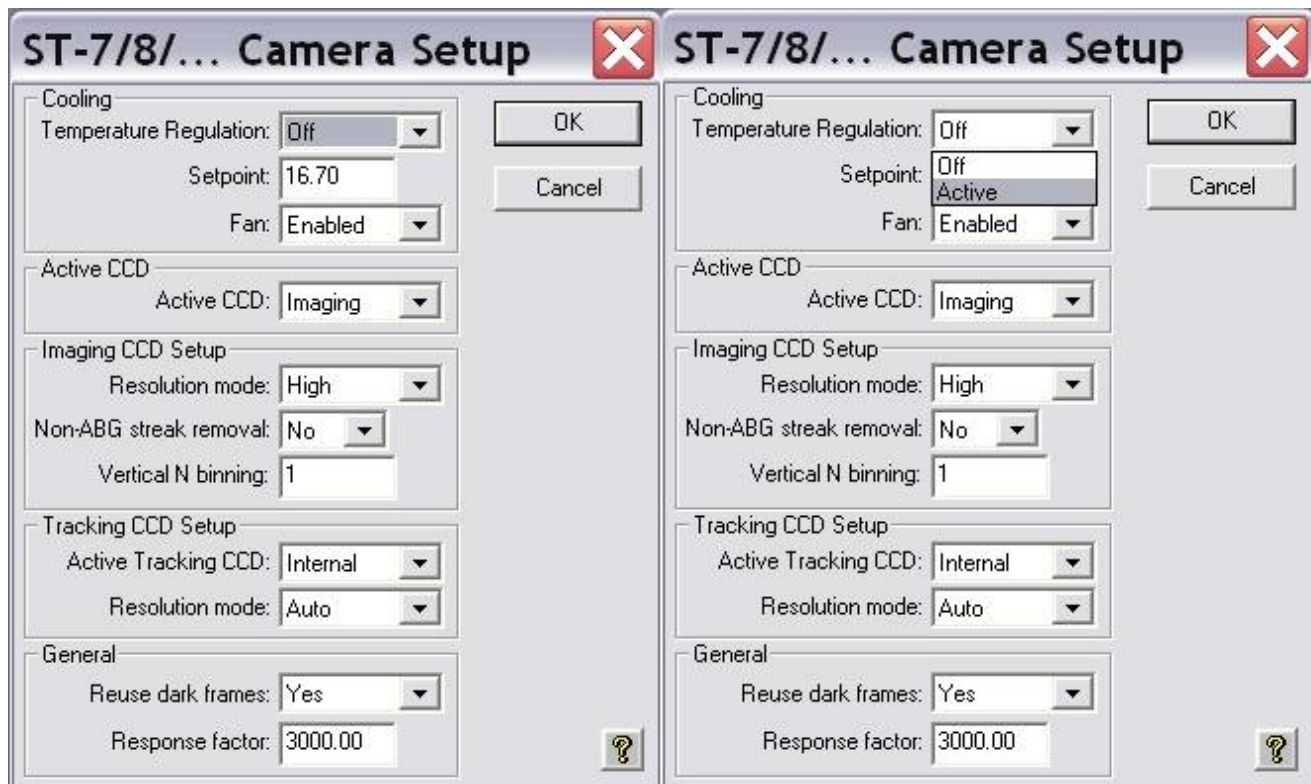 ST-7/8/... Camera Setup
Cooling
Temperature Regulation: Off
Setpoint: 16.70
Fan: Enabled
OK
Cancel
Active CCD
Active CCD: Imaging
Imaging CCD Setup
Resolution mode: High
Non-ABG streak removal: No
Vertical N binning: 1
Tracking CCD Setup
Active Tracking CCD: Internal
Resolution mode: Auto
General
Reuse dark frames: Yes
Response factor: 3000.00
?
ST-7/8/... Camera Setup
Cooling
Temperature Regulation: Off
Setpoint: Off
Active
Fan: Enabled
OK
Cancel
Active CCD
Active CCD: Imaging
Imaging CCD Setup
Resolution mode: High
Non-ABG streak removal: No
Vertical N binning: 1
Tracking CCD Setup
Active Tracking CCD: Internal
Resolution mode: Auto
General
Reuse dark frames: Yes
Response factor: 3000.00
?